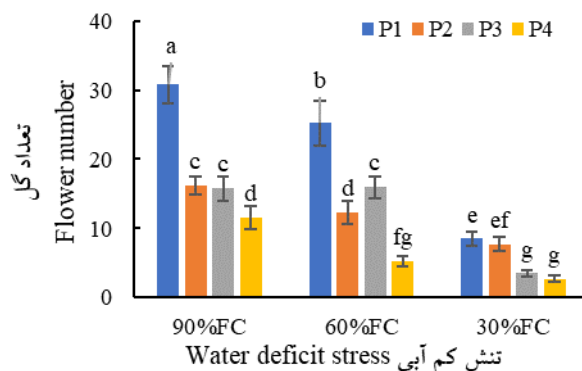 P1 P2 P3 P4
تعداد گل
Flower number
40
30
20
10
0
a c c d
b d c fg
e ef g g
90%FC 60%FC 30%FC
Water deficit stress تنش کم آبی